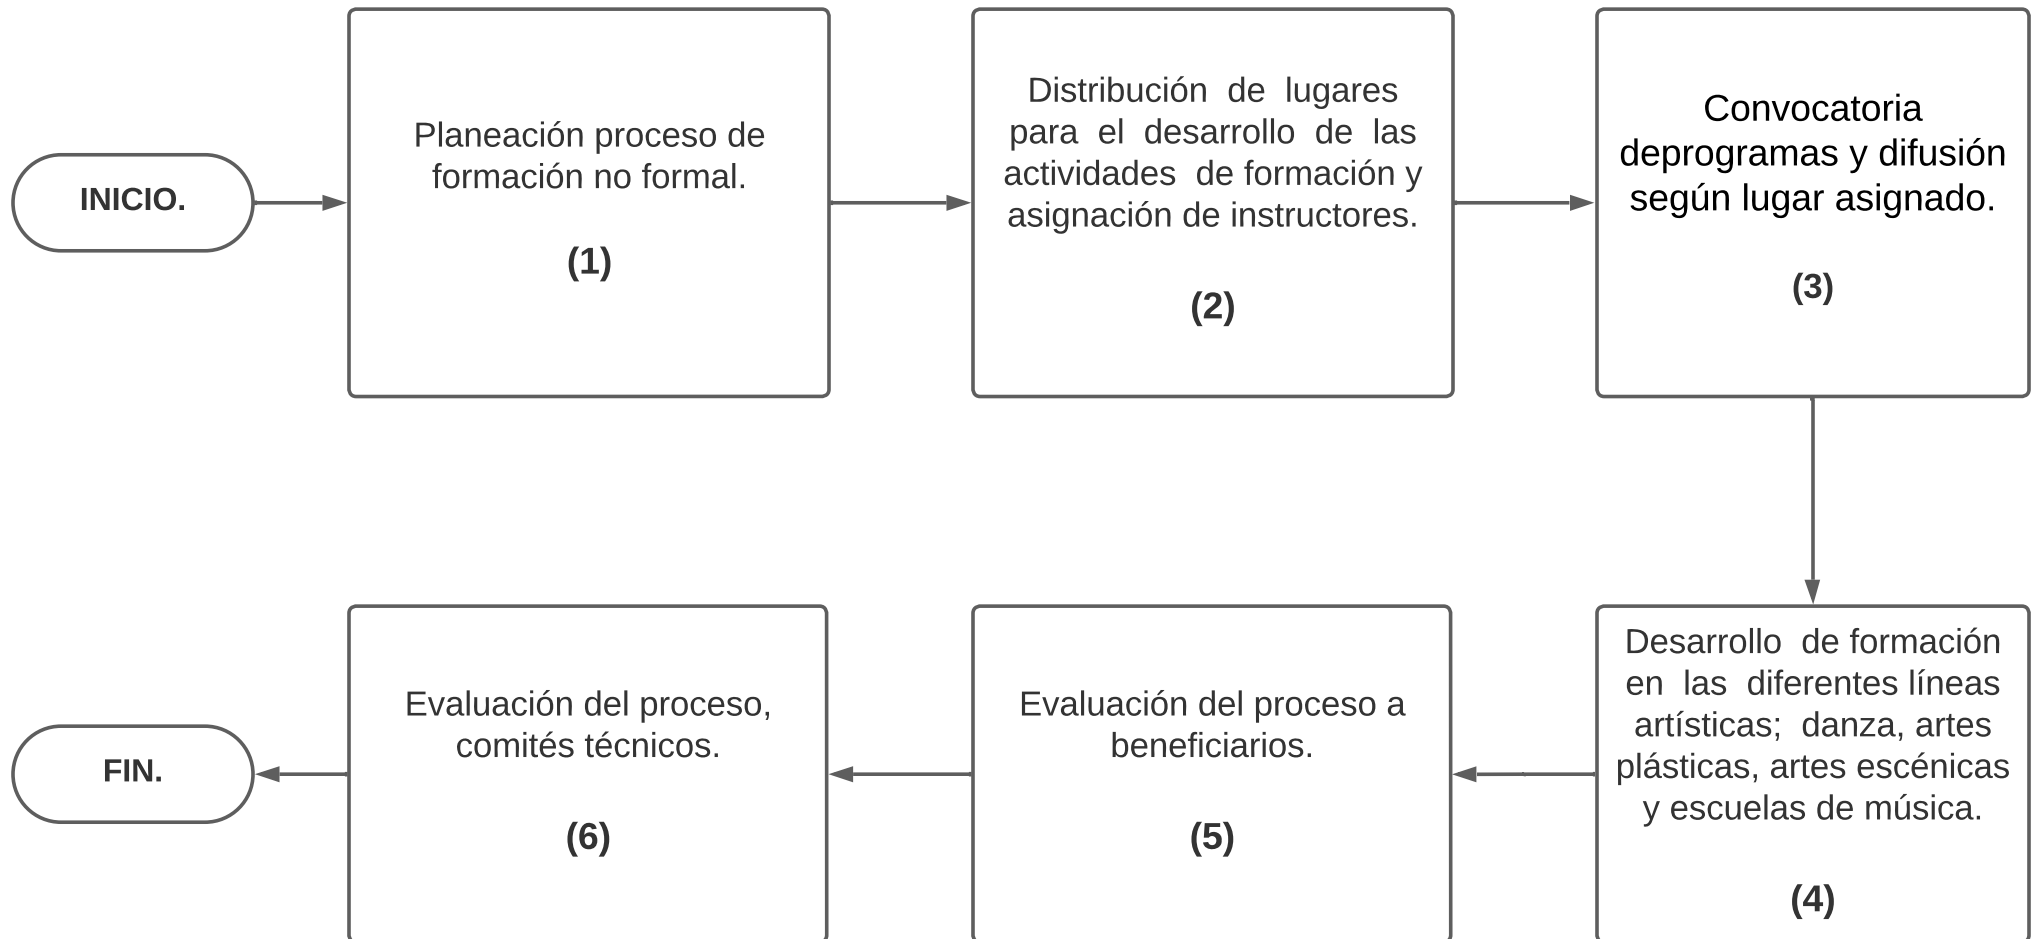 INICIO.
Planeación proceso de
formación no formal.
(1)
Distribución de lugares
para el desarrollo de las
actividades de formación y
asignación de instructores.
(2)
Convocatoria
deprogramas y difusión
según lugar asignado.
(3)
Desarrollo de formación
en las diferentes líneas
artísticas; danza, artes
plásticas, artes escénicas
y escuelas de música.
(4)
Evaluación del proceso a
beneficiarios.
(5)
Evaluación del proceso,
comités técnicos.
(6)
FIN.